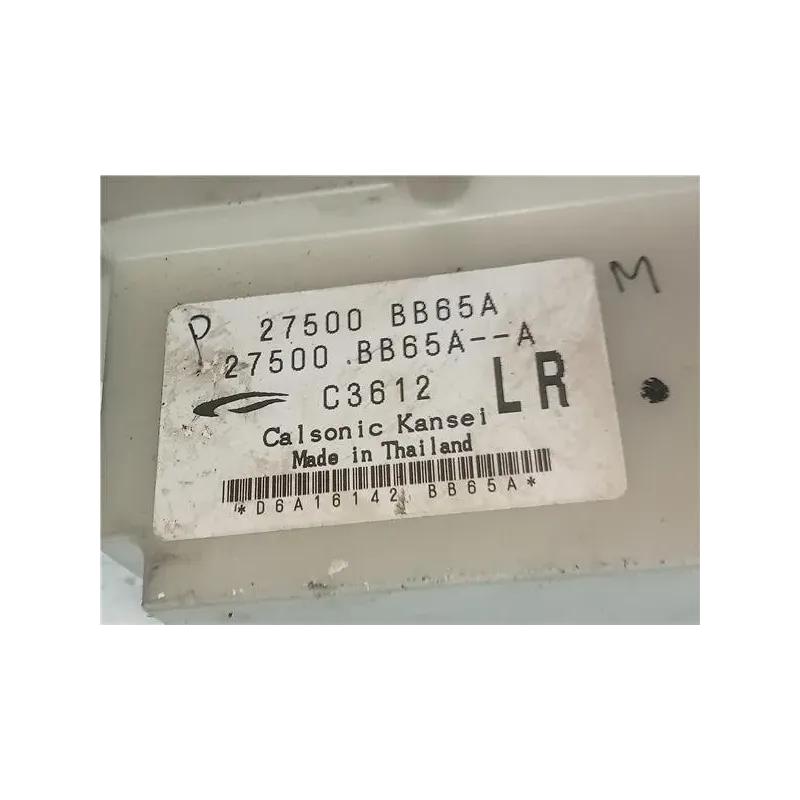 P 27500 BB65A M
27500 BB65A--A
C3612 LR
Calsonic Kansei
Made in Thailand
*D6A16142 BB65A*